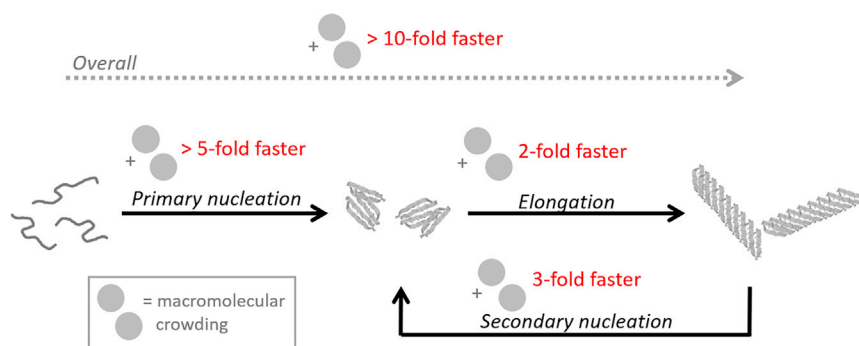 + > 10-fold faster
Overall
+ > 5-fold faster
+ 2-fold faster
Primary nucleation
Elongation
+ 3-fold faster
= macromolecular
crowding
Secondary nucleation